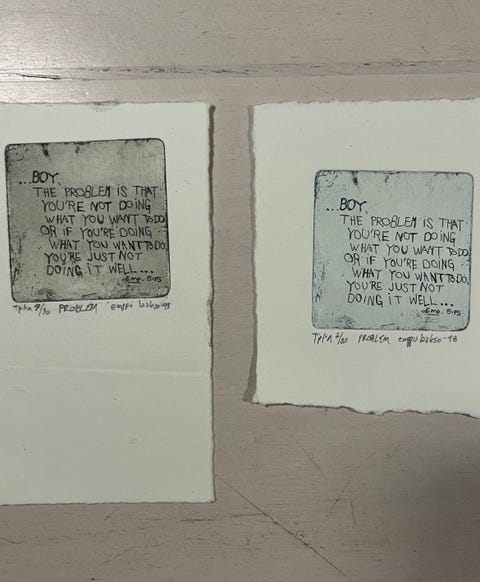 ...BOY.
THE PROBLEM IS THAT
YOU'RE NOT DOING
WHAT YOU WANT TO DO
OR IF YOU'RE DOING
WHAT YOU WANT TO DO,
YOU'RE JUST NOT
DOING IT WELL...
PROBLEM
...BOY.
THE PROBLEM IS THAT
YOU'RE NOT DOING
WHAT YOU WANT TO DO
OR IF YOU'RE DOING
WHAT YOU WANT TO DO,
YOU'RE JUST NOT
DOING IT WELL...
2/20 PROBLEM